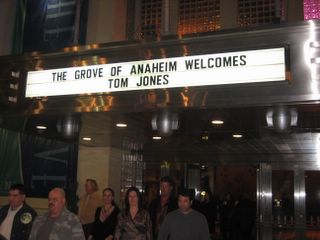 THE GROVE OF ANAHEIM WELCOMES
TOM JONES